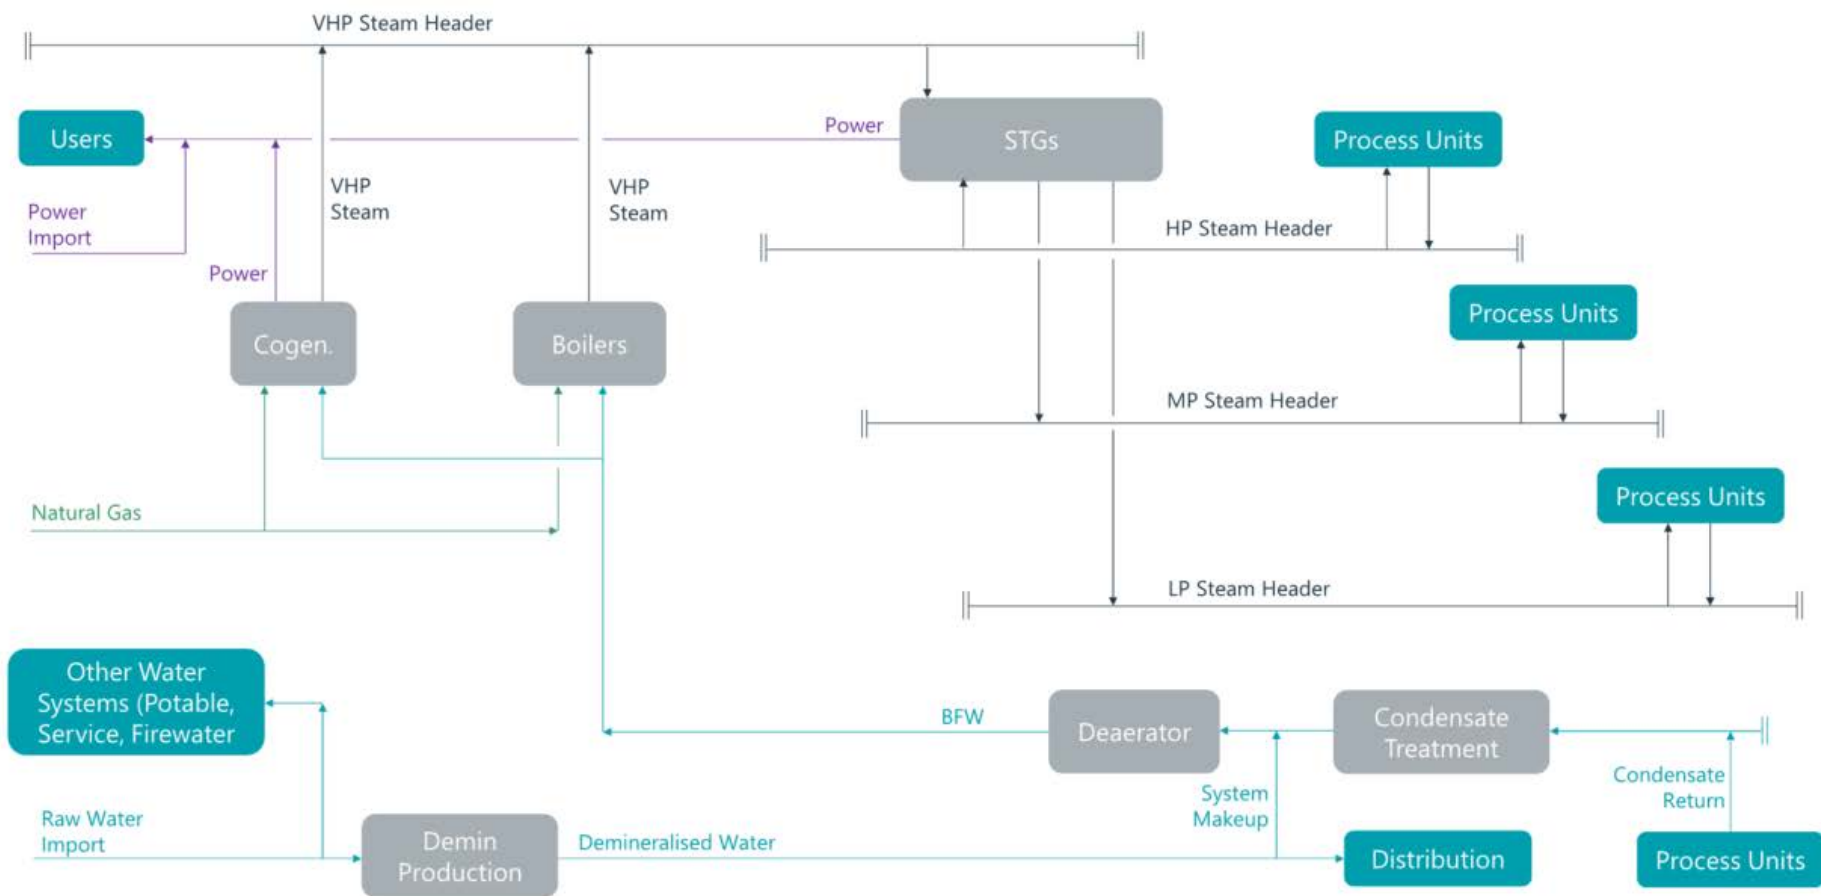 VHP Steam Header
Users
Power
STGs
Process Units
VHP
Steam
VHP
Steam
Power
Import
HP Steam Header
Power
Cogen.
Boilers
Process Units
MP Steam Header
Natural Gas
Process Units
LP Steam Header
Other Water
Systems (Potable,
Service, Firewater
BFW
Deaerator
Condensate
Treatment
Condensate
Return
System
Makeup
Raw Water
Import
Demin
Production
Demineralised Water
Distribution
Process Units